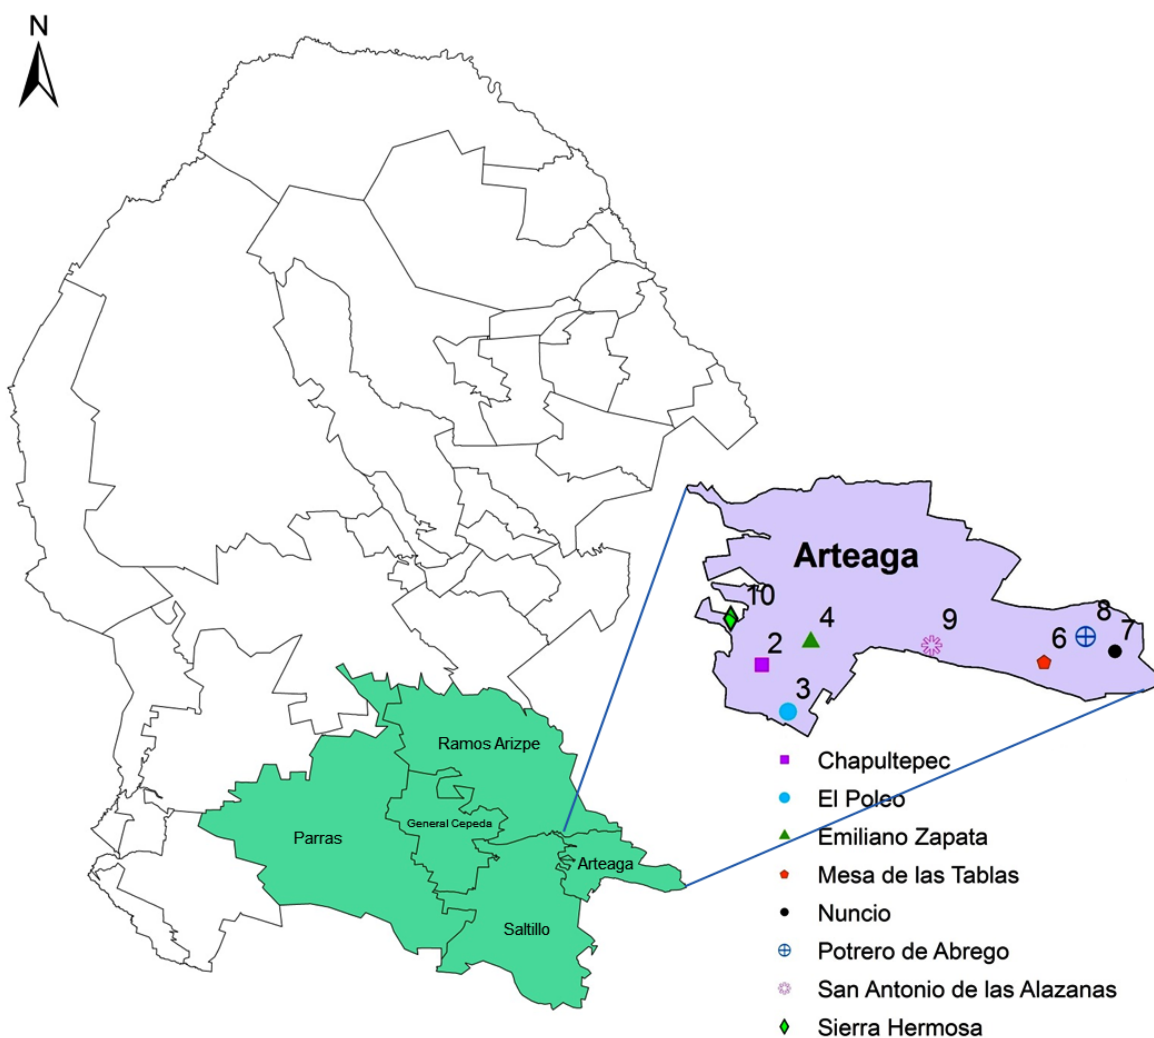 N
Arteaga
10
4
9
8
7
2
6
3
Ramos Arizpe
General Cepeda
Parras
Arteaga
Saltillo
Chapultepec
El Poleo
Emiliano Zapata
Mesa de las Tablas
Nuncio
Potrero de Abrego
San Antonio de las Alazanas
Sierra Hermosa